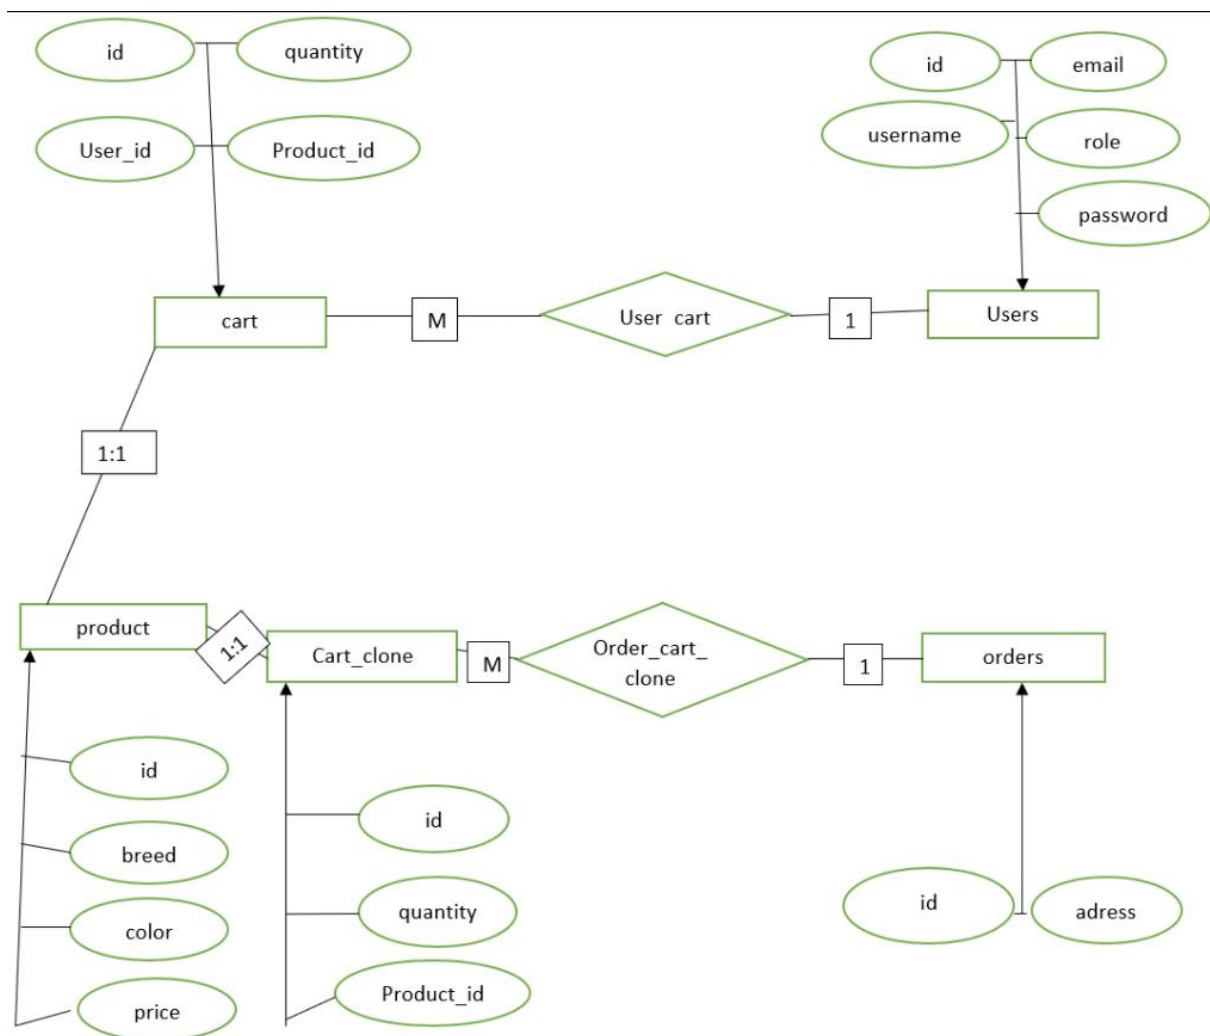 id
quantity
User_id
Product_id
id
email
username
role
password
cart
M
User cart
1
Users
1:1
product
1:1
Cart_clone
M
Order_cart_
clone
1
orders
id
breed
color
price
id
quantity
Product_id
id
adress